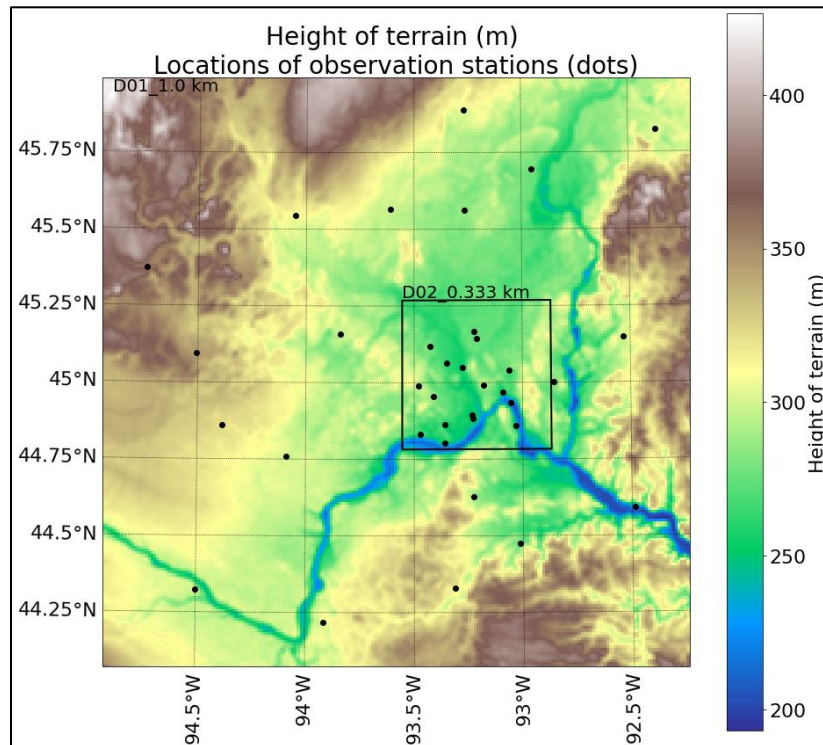 Height of terrain (m)
Locations of observation stations (dots)
D01_1.0 km
D02_0.333 km
45.75°N
45.5°N
45.25°N
45°N
44.75°N
44.5°N
44.25°N
94.5°W
94°W
93.5°W
93°W
92.5°W
400
350
300
250
200
Height of terrain (m)